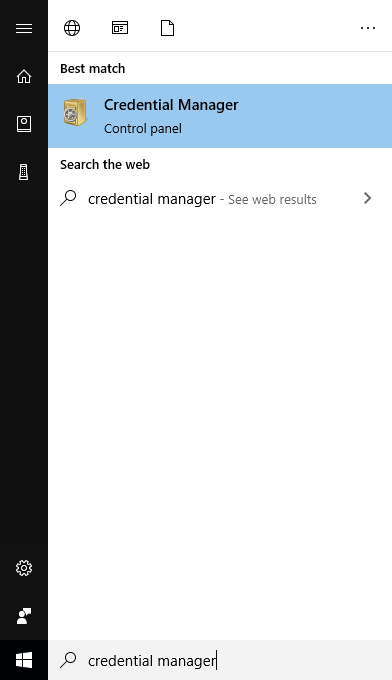 Best match
Credential Manager
Control panel
Search the web
credential manager - See web results
credential manager